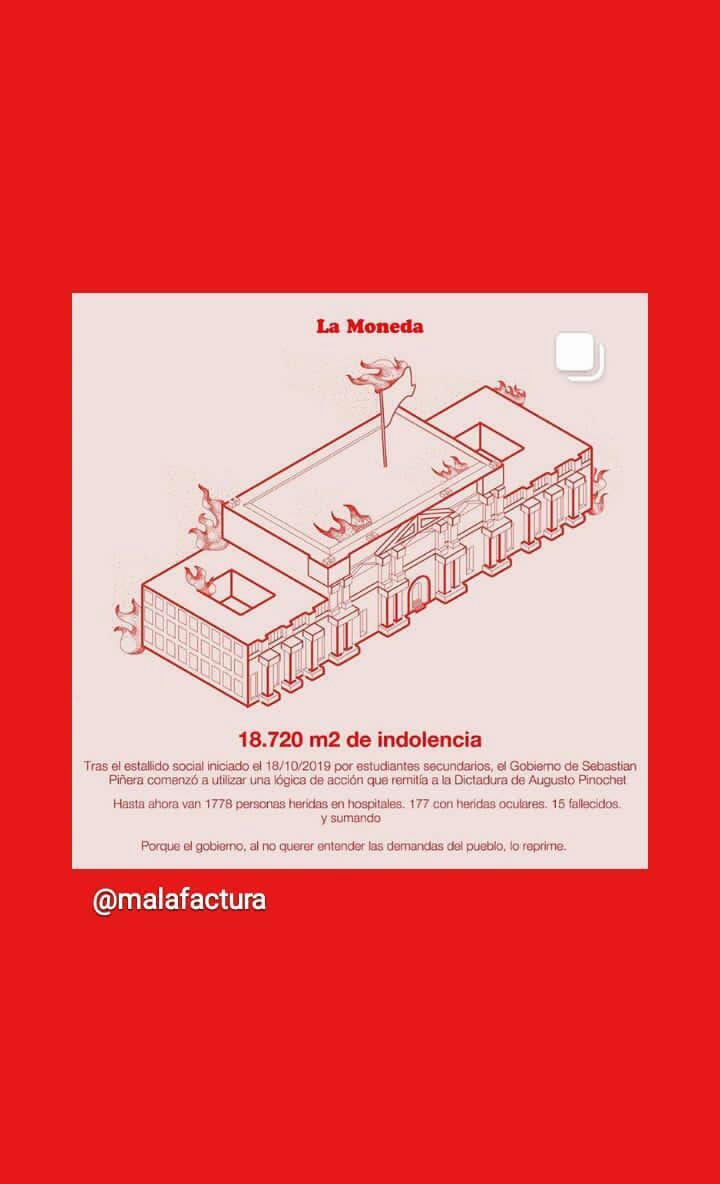 La Moneda
18.720 m2 de indolencia
Tras el estallido social iniciado el 18/10/2019 por estudiantes secundarios, el Gobierno de Sebastian
Piñera comenzó a utilizar una lógica de acción que remitía a la Dictadura de Augusto Pinochet
Hasta ahora van 1778 personas heridas en hospitales. 177 con heridas oculares. 15 fallecidos.
y sumando
Porque el gobierno, al no querer entender las demandas del pueblo, lo reprime.
@malafactura